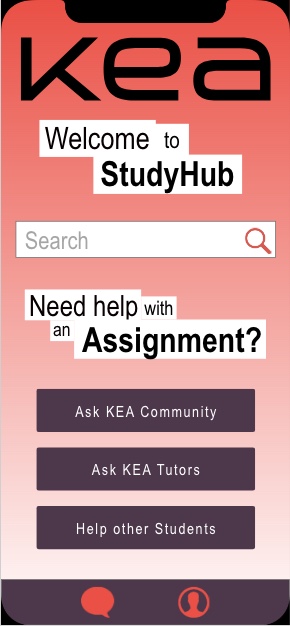 kea
Welcome to
StudyHub
Search
Need help with
an Assignment?
Ask KEA Community
Ask KEA Tutors
Help other Students